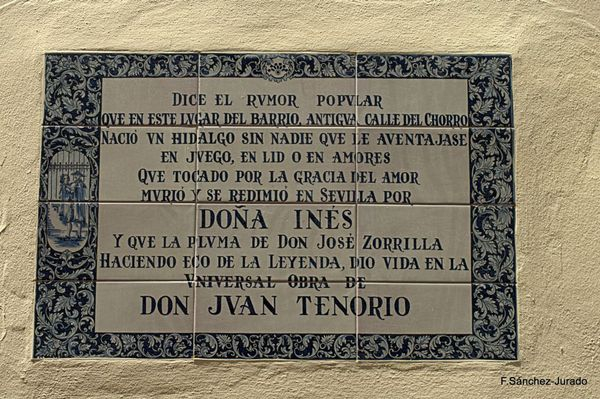 DICE EL RVMOR POPVLAR
QVE EN ESTE LVGAR DEL BARRIO, ANTIGVA CALLE DEL CHORRO
NACIÓ VN HIDALGO SIN NADIE QVE LE AVENTAJASE
EN JVEGO, EN LID O EN AMORES
QVE TOCADO POR LA GRACIA DEL AMOR
MVRIÓ Y SE REDIMIÓ EN SEVILLA POR
DOÑA INÉS
Y QVE LA PLVMA DE DON JOSÉ ZORRILLA
HACIENDO ECO DE LA LEYENDA, DIO VIDA EN LA
VNIVERSAL OBRA DE
DON JVAN TENORIO
F.Sánchez-Jurado